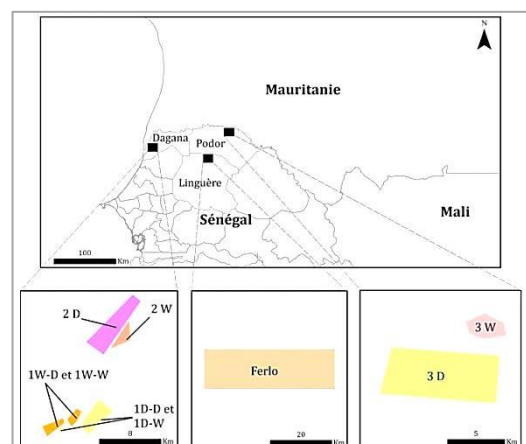 N
Mauritanie
Dagana
Podor
Linguère
Sénégal
Mali
100
Km
2 D
2 W
1W-D et 1W-W
1D-D et
1D-W
8
Km
Ferlo
20
Km
3 W
3 D
5
Km